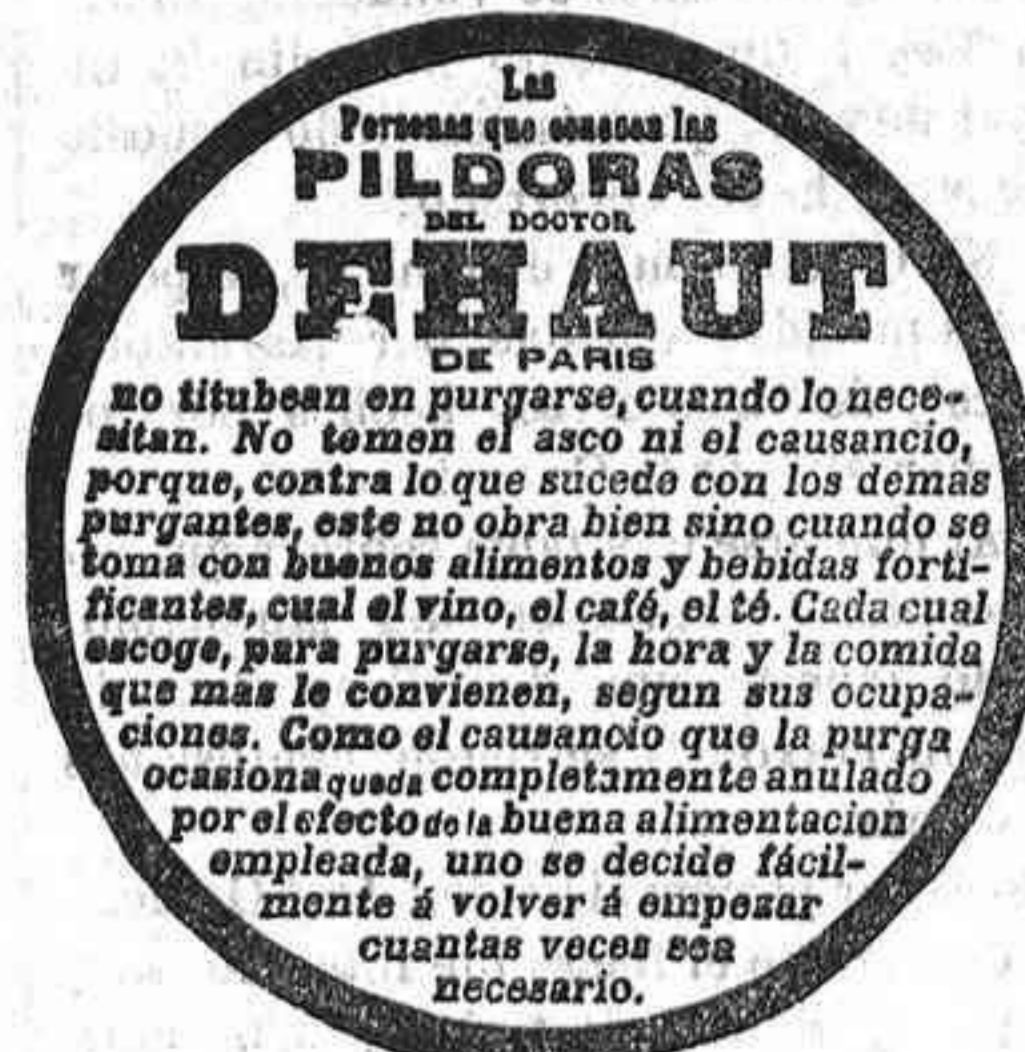 Las
Personas que conocen las
PILDORAS
DEL DOCTOR
DEHAUT
DE PARIS
no titubean en purgarse, cuando lo nece-
sitan. No temen el asco ni el causancio,
porque, contra lo que sucede con los demas
purgantes, este no obra bien sino cuando se
toma con buenos alimentos y bebidas forti-
ficantes, cual el vino, el café, el té. Cada cual
escoge, para purgarse, la hora y la comida
que mas le convienen, segun sus ocupa-
ciones. Como el causancio que la purga
ocasiona queda completamente anulado
por el efecto de la buena alimentacion
empleada, uno se decide fácil-
mente á volver á empezar
cuantas veces sea
necesario.